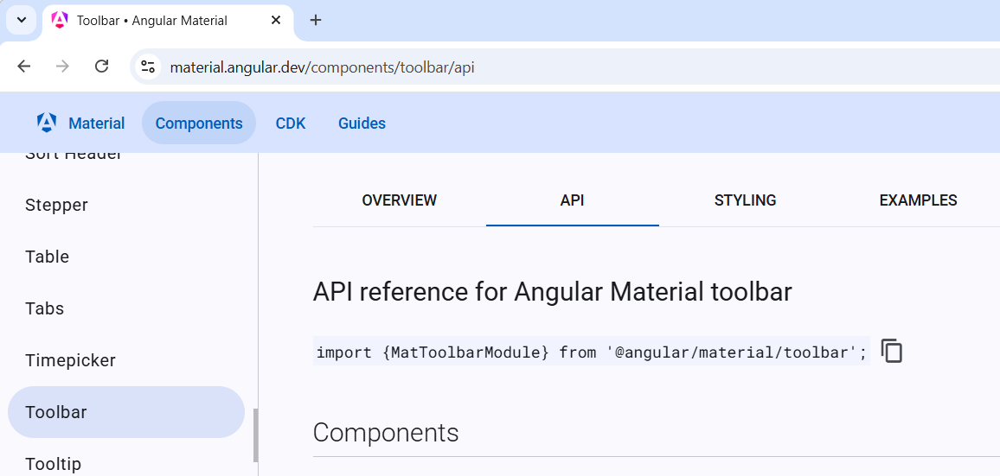 Toolbar • Angular Material
material.angular.dev/components/toolbar/api
Material Components CDK Guides
Sort Header
Stepper
Table
Tabs
Timepicker
Toolbar
Tooltip
OVERVIEW API STYLING EXAMPLES
API reference for Angular Material toolbar
import {MatToolbarModule} from '@angular/material/toolbar';
Components